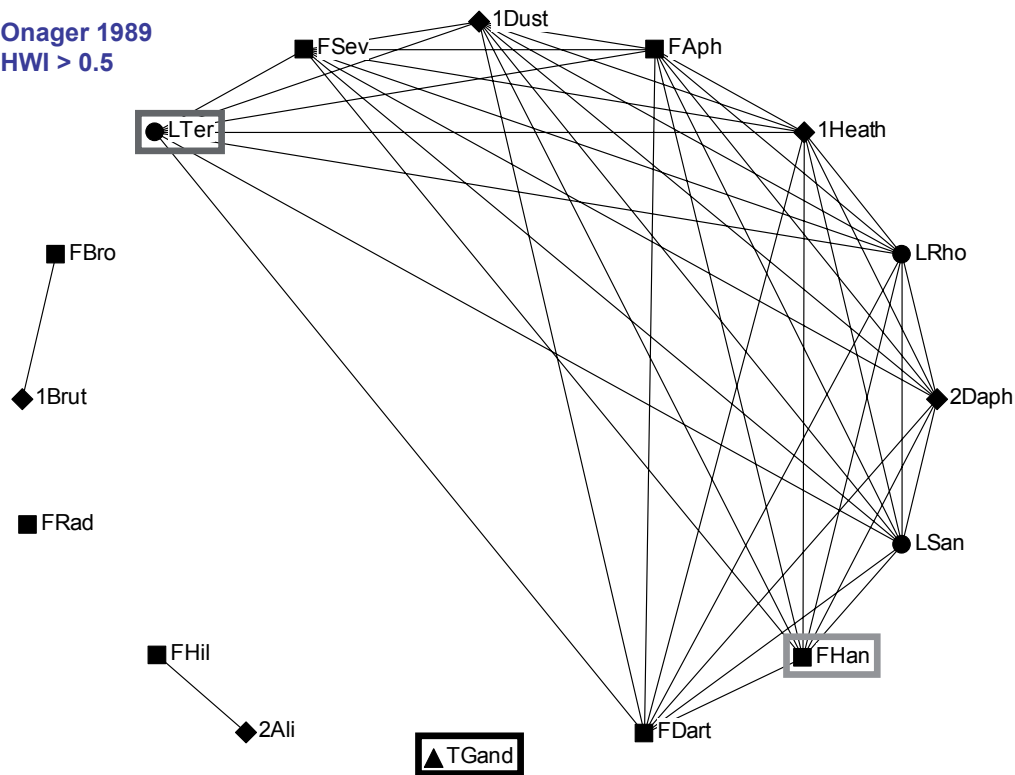 Onager 1989
HWI > 0.5
1Dust
FSev
FAph
LTer
1Heath
FBro
LRho
1Brut
2Daph
FRad
LSan
FHil
FHan
2Ali
FDart
TGand